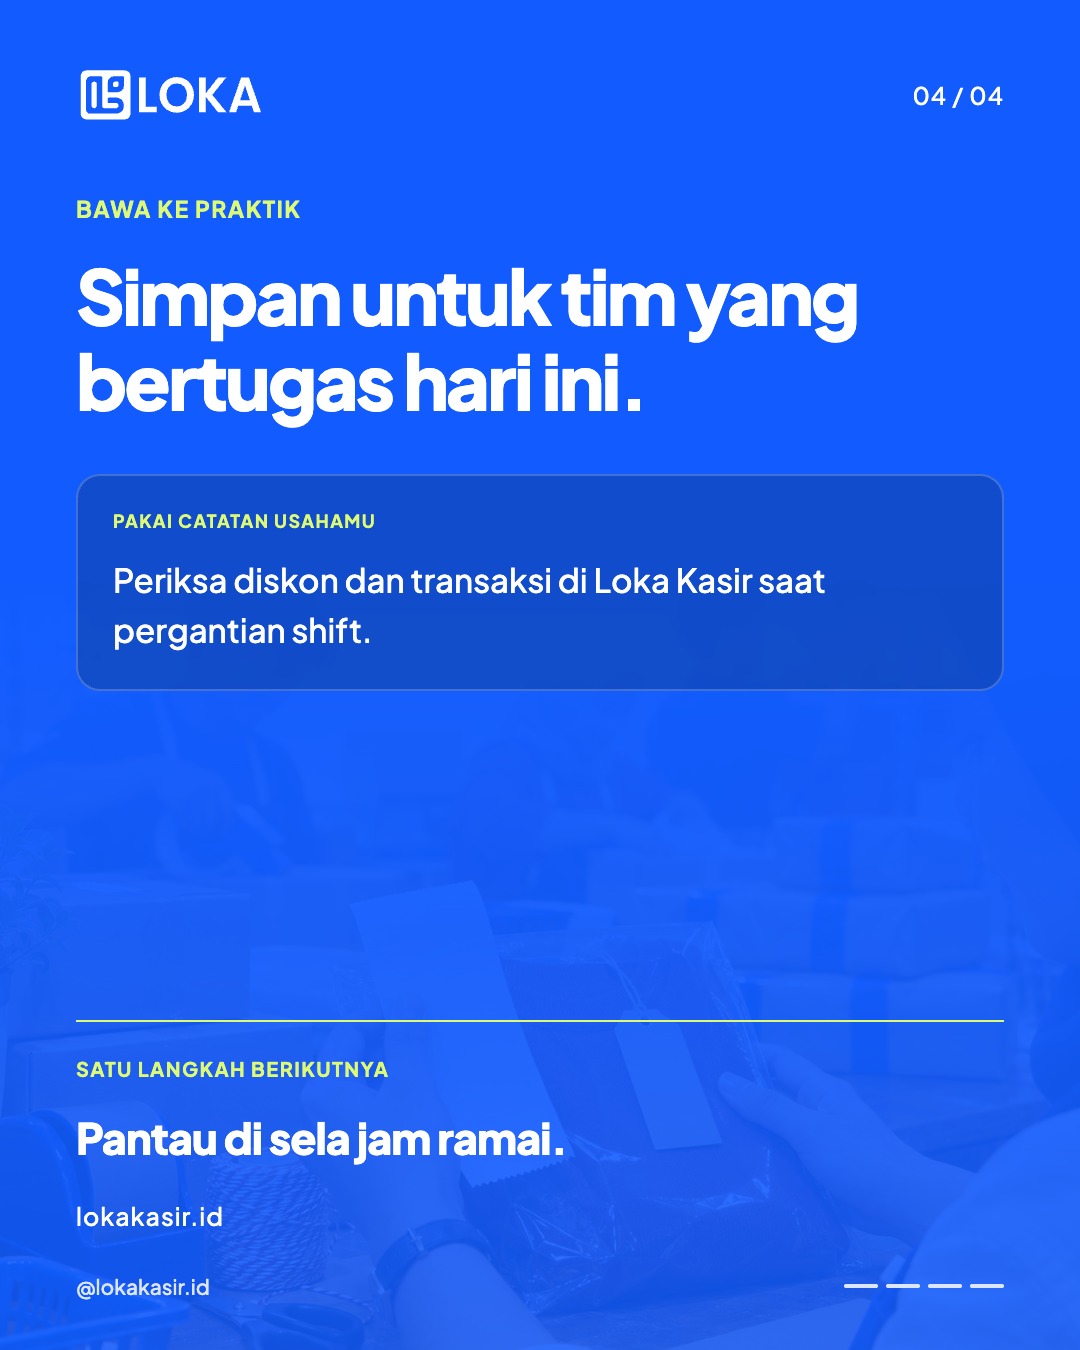 LOKA
04 / 04
BAWA KE PRAKTIK
Simpan untuk tim yang
bertugas hari ini.
PAKAI CATATAN USAHAMU
Periksa diskon dan transaksi di Loka Kasir saat
pergantian shift.
SATU LANGKAH BERIKUTNYA
Pantau di sela jam ramai.
lokakasir.id
@lokakasir.id